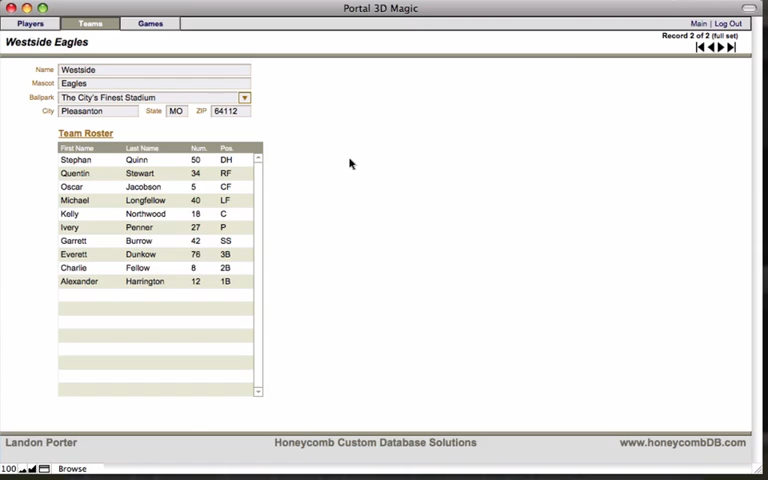 Portal 3D Magic
Players Teams Games Main | Log Out
Westside Eagles
Record 2 of 2 (full set)
Name Westside
Mascot Eagles
Ballpark The City's Finest Stadium
City Pleasanton State MO ZIP 64112
Team Roster
First Name Last Name Num. Pos.
Stephan Quinn 50 DH
Quentin Stewart 34 RF
Oscar Jacobson 5 CF
Michael Longfellow 40 LF
Kelly Northwood 18 C
Ivery Penner 27 P
Garrett Burrow 42 SS
Everett Dunkow 76 3B
Charlie Fellow 8 2B
Alexander Harrington 12 1B
Landon Porter Honeycomb Custom Database Solutions www.honeycombDB.com
100 Browse